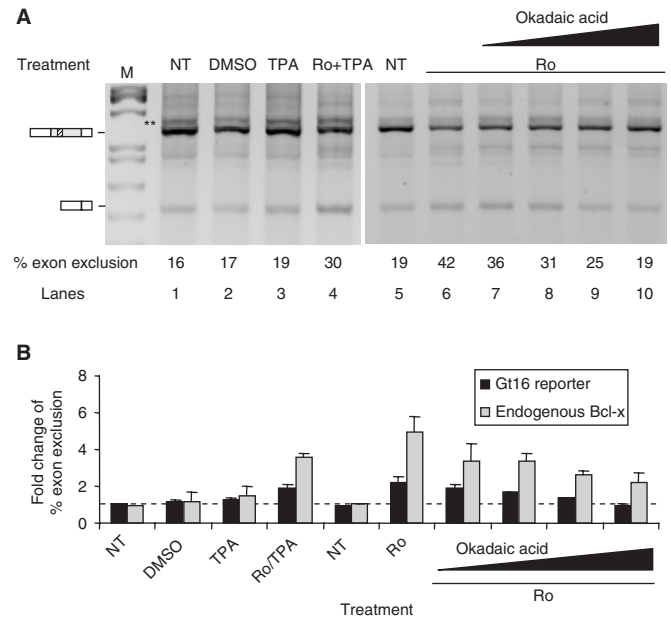 A
Okadaic acid
Treatment M NT DMSO TPA Ro+TPA NT Ro
**
% exon exclusion 16 17 19 30 19 42 36 31 25 19
Lanes 1 2 3 4 5 6 7 8 9 10
B
Fold change of
% exon exclusion
8
6
4
2
0
Gt16 reporter
Endogenous Bcl-x
NT DMSO TPA Ro/TPA NT Ro
Okadaic acid
Ro
Treatment